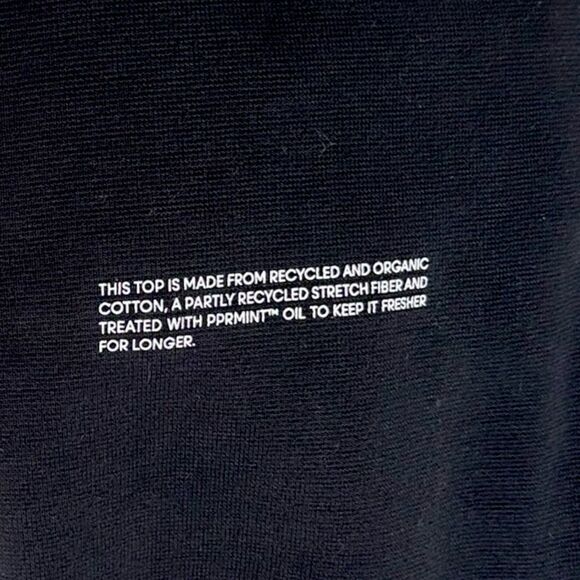 THIS TOP IS MADE FROM RECYCLED AND ORGANIC
COTTON, A PARTLY RECYCLED STRETCH FIBER AND
TREATED WITH PPRMINT™ OIL TO KEEP IT FRESHER
FOR LONGER.